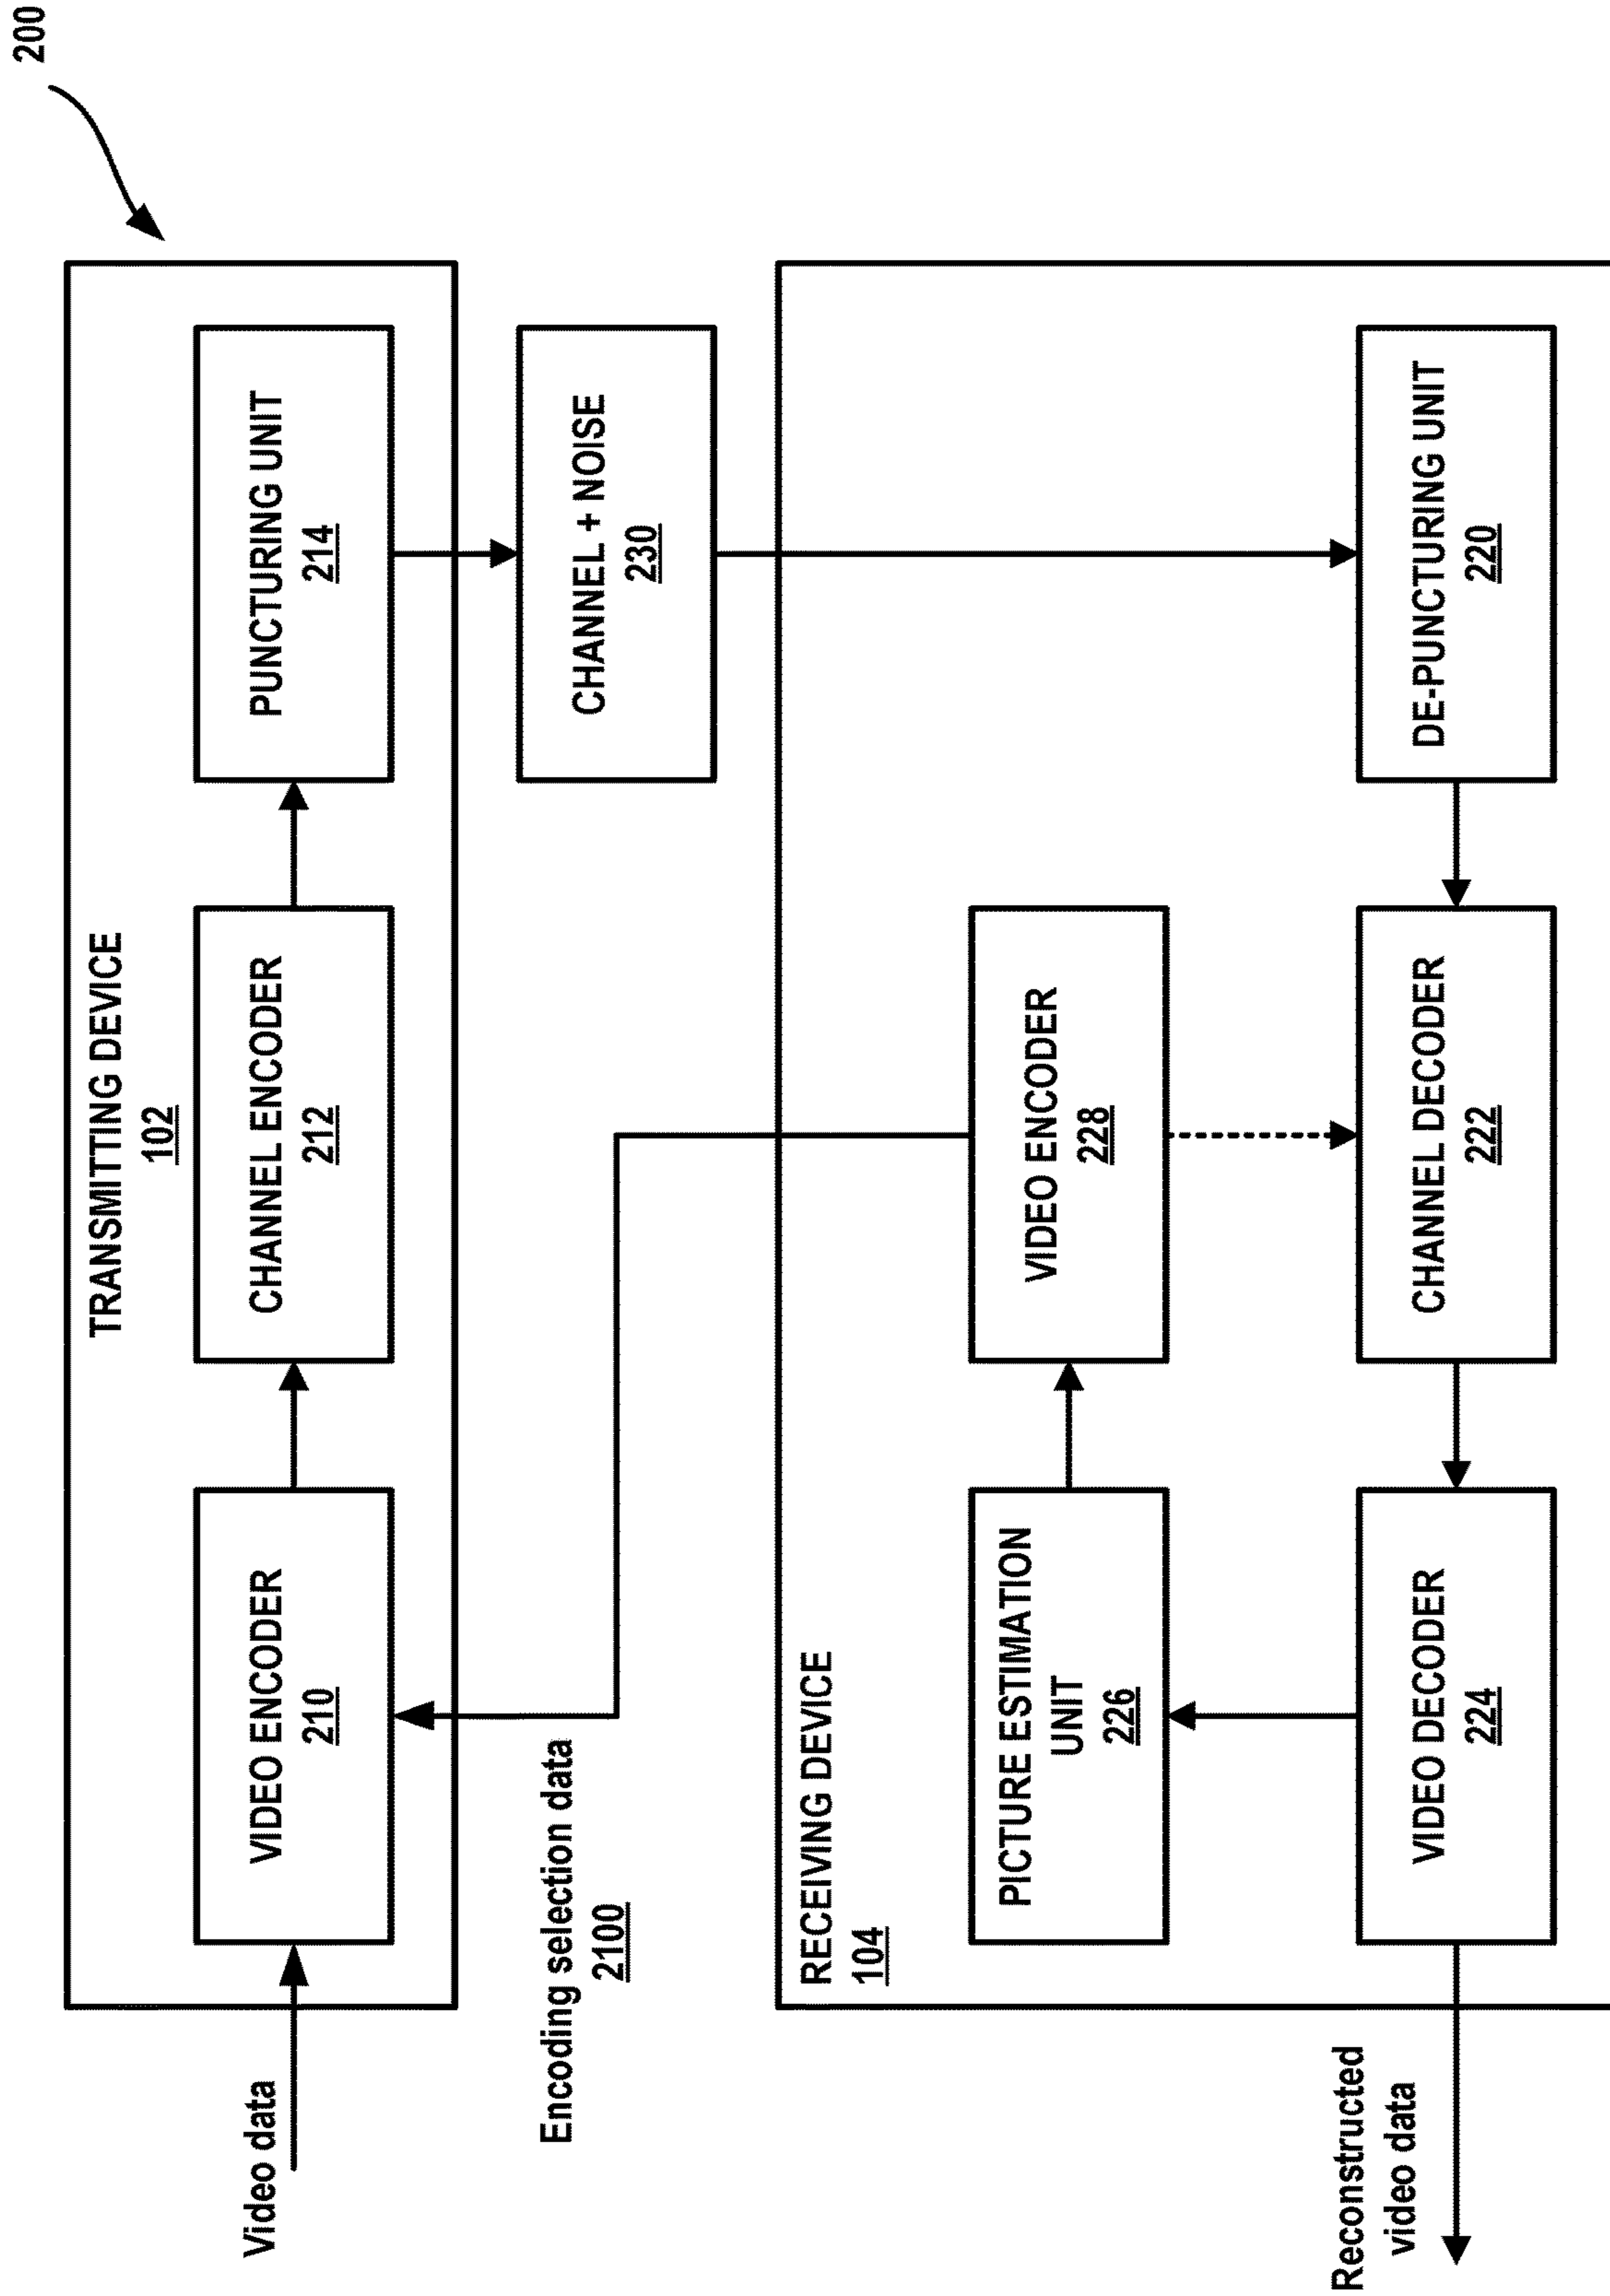 200
TRANSMITTING DEVICE
102
Video data
VIDEO ENCODER
210
CHANNEL ENCODER
212
PUNCTURING UNIT
214
Encoding selection data
2100
CHANNEL + NOISE
230
RECEIVING DEVICE
104
PICTURE ESTIMATION
UNIT
226
VIDEO ENCODER
228
Reconstructed
video data
VIDEO DECODER
224
CHANNEL DECODER
222
DE-PUNCTURING UNIT
220